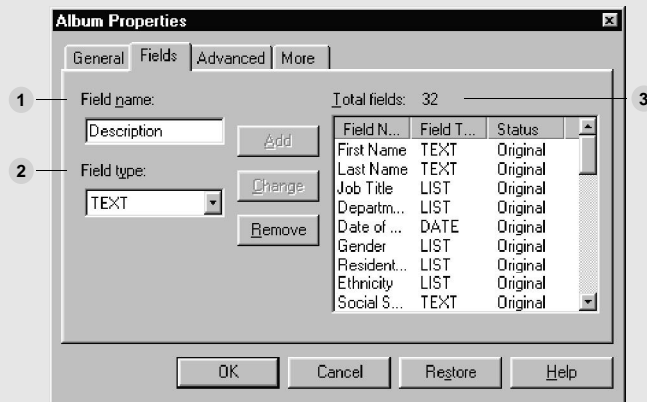 Album Properties
General Fields Advanced More
1 Field name: Total fields: 32 3
Description Add
Field N... Field T... Status
First Name TEXT Original
2 Field type: Last Name TEXT Original
TEXT Change Job Title LIST Original
Departm... LIST Original
Remove Date of ... DATE Original
Gender LIST Original
Resident... LIST Original
Ethnicity LIST Original
Social S... TEXT Original
OK Cancel Restore Help